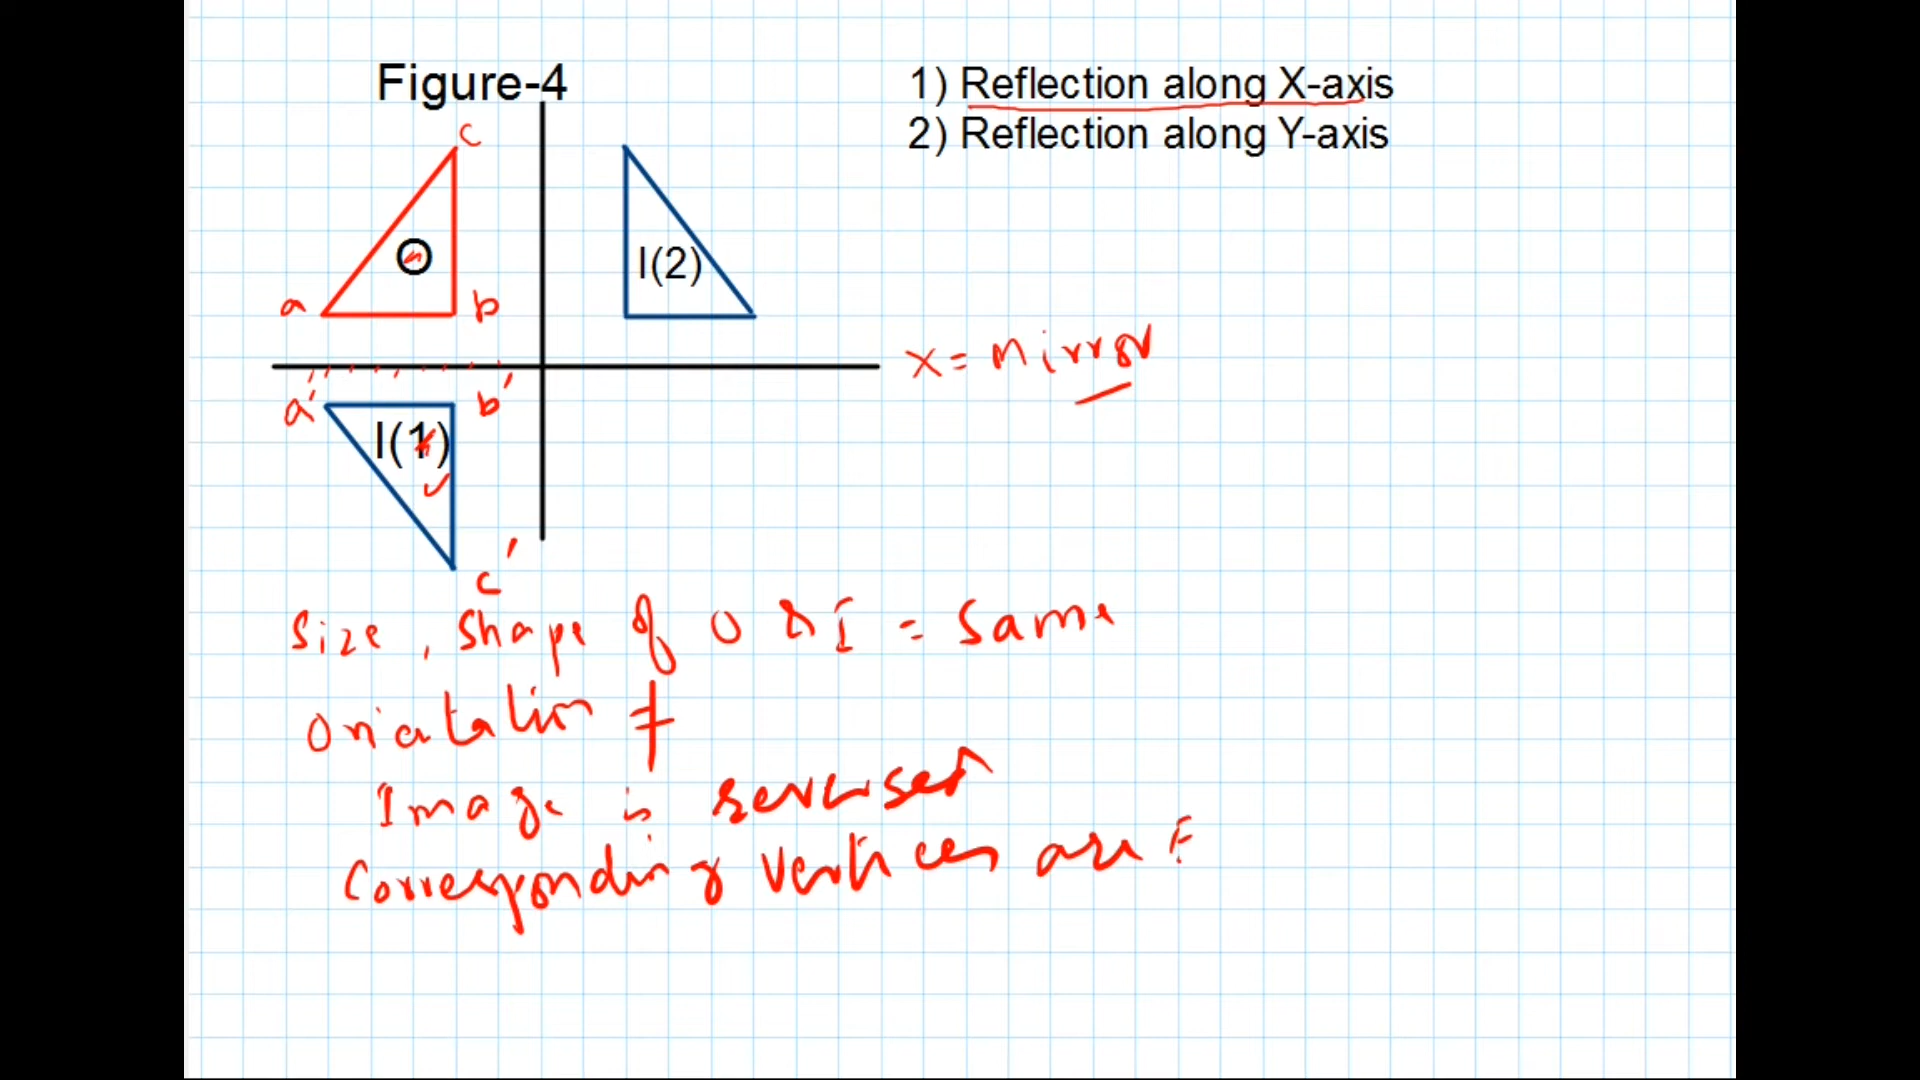 Figure-4
1) Reflection along X-axis
2) Reflection along Y-axis
c
O
I(2)
a
b
X = Mirror
a'
b'
I(1)
c'
Size, Shape of O & I = Same
≠
Image is reversed
Corresponding Vertices are